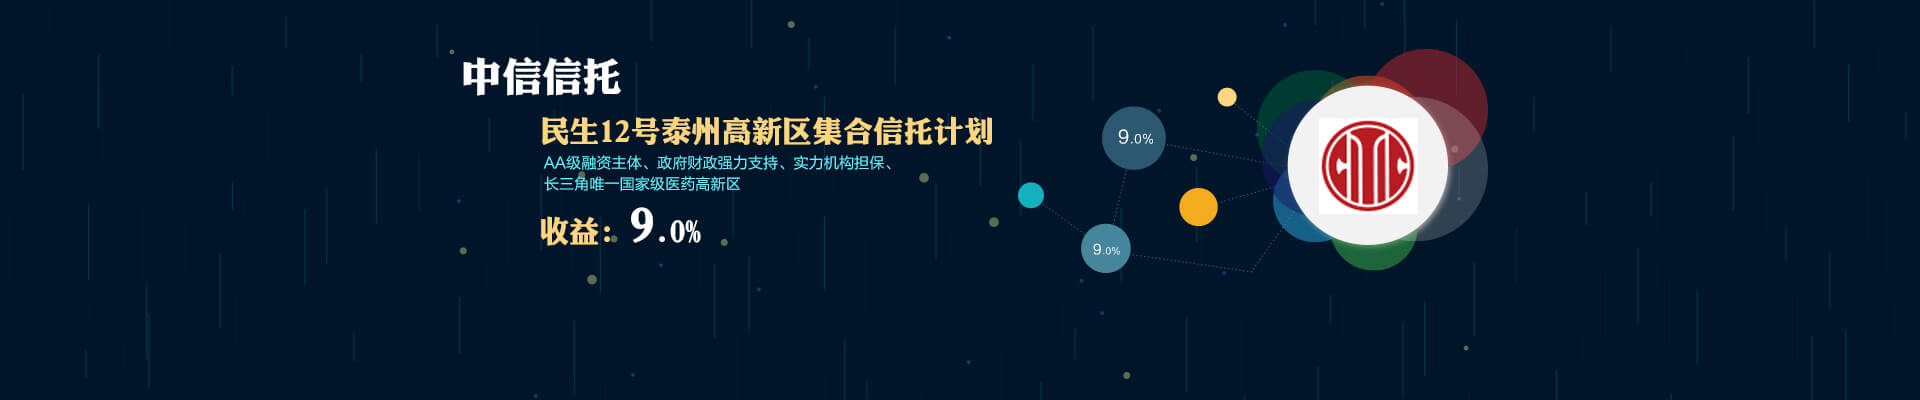 中信信托
民生12号泰州高新区集合信托计划
AA级融资主体、政府财政强力支持、实力机构担保、
长三角唯一国家级医药高新区
收益：9.0%
9.0%
9.0%